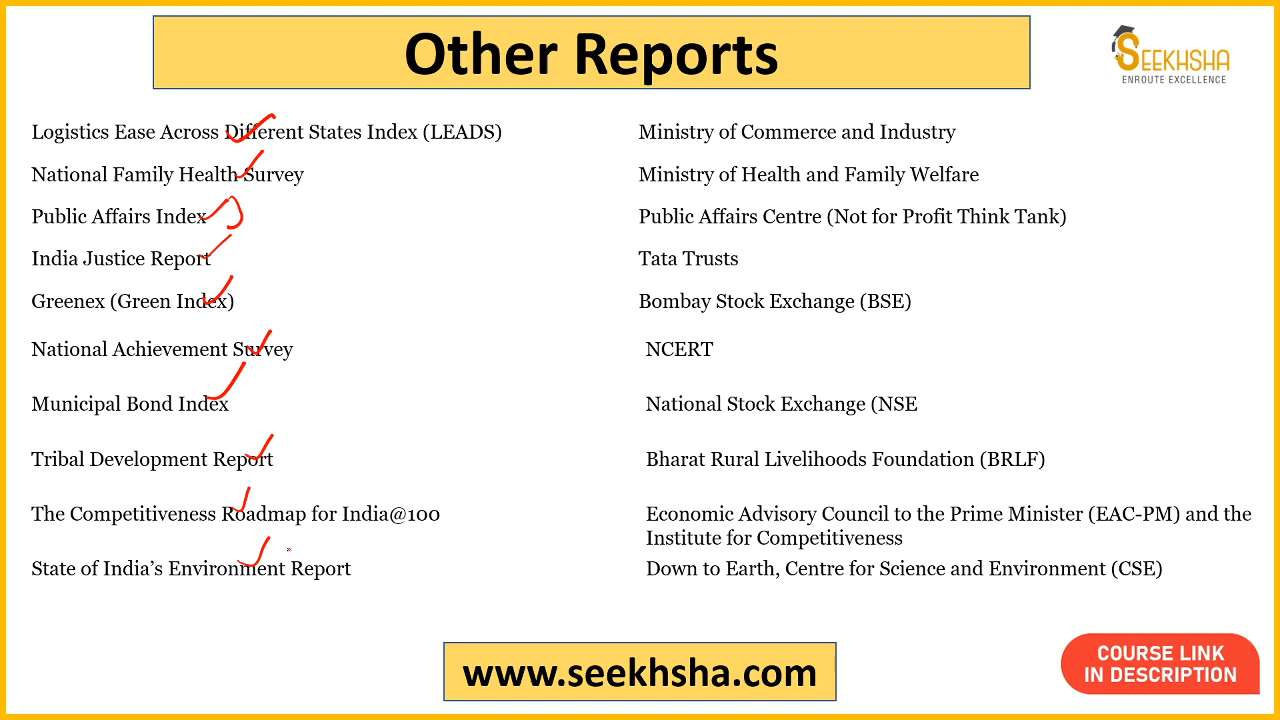 Other Reports
SEEKHSHA
ENROUTE EXCELLENCE
Logistics Ease Across Different States Index (LEADS) Ministry of Commerce and Industry
National Family Health Survey Ministry of Health and Family Welfare
Public Affairs Index Public Affairs Centre (Not for Profit Think Tank)
India Justice Report Tata Trusts
Greenex (Green Index) Bombay Stock Exchange (BSE)
National Achievement Survey NCERT
Municipal Bond Index National Stock Exchange (NSE
Tribal Development Report Bharat Rural Livelihoods Foundation (BRLF)
The Competitiveness Roadmap for India@100 Economic Advisory Council to the Prime Minister (EAC-PM) and the
Institute for Competitiveness
State of India’s Environment Report Down to Earth, Centre for Science and Environment (CSE)
www.seekhsha.com
COURSE LINK
IN DESCRIPTION